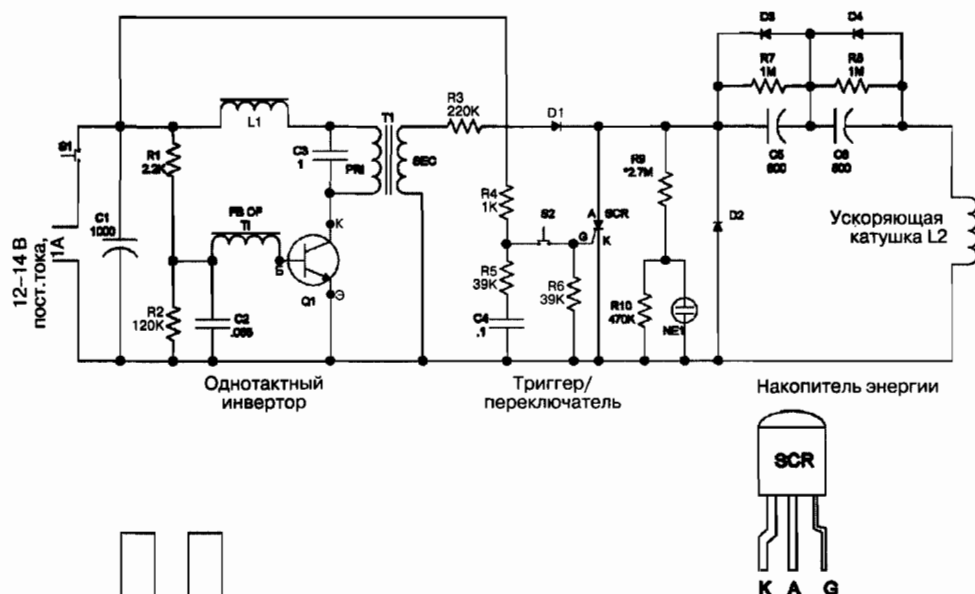 D3
D4
R7
1M
R8
1M
L1
T1
R3
220K
D1
S1
R1
2.2K
C3
1
PRI
SEC
R9
*2.7M
C5
800
C6
800
R4
1K
S2
A
SCR
G
K
D2
Ускоряющая
катушка L2
12–14 В
пост.тока,
1А
C1
1000
FB OF
TI
К
Б
Q1
Э
R5
39K
R6
39K
R10
470K
NE1
R2
120K
C2
C4
.1
Однотактный
инвертор
Триггер/
переключатель
Накопитель энергии
SCR
K A G